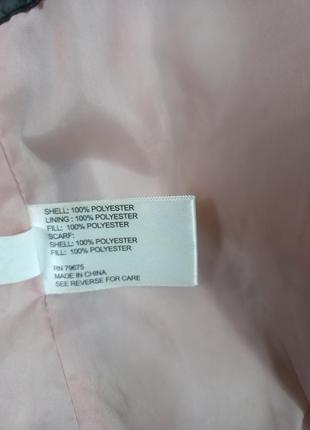 SHELL: 100% POLYESTER
LINING : 100% POLYESTER
FILL: 100% POLYESTER
SCARF:
SHELL: 100% POLYESTER
FILL: 100% POLYESTER
RN 79675
MADE IN CHINA
SEE REVERSE FOR CARE